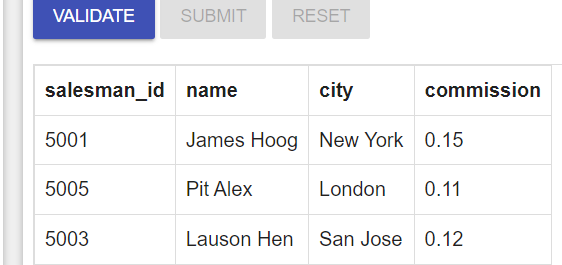 VALIDATE SUBMIT RESET
salesman_id name city commission
5001 James Hoog New York 0.15
5005 Pit Alex London 0.11
5003 Lauson Hen San Jose 0.12